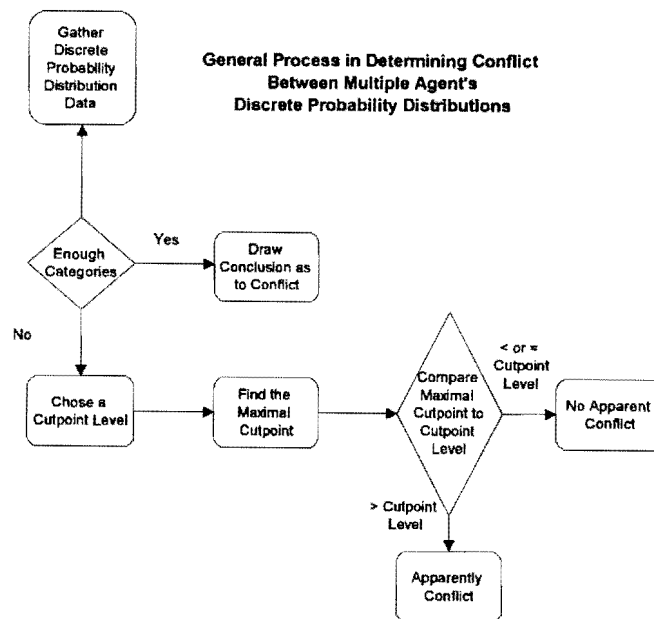 Gather
Discrete
Probability
Distribution
Data
General Process in Determining Conflict
Between Multiple Agent's
Discrete Probability Distributions
Enough
Categories
Yes
Draw
Conclusion as
to Conflict
No
Chose a
Cutpoint Level
Find the
Maximal
Cutpoint
Compare
Maximal
Cutpoint to
Cutpoint
Level
< or =
Cutpoint
Level
No Apparent
Conflict
> Cutpoint
Level
Apparently
Conflict